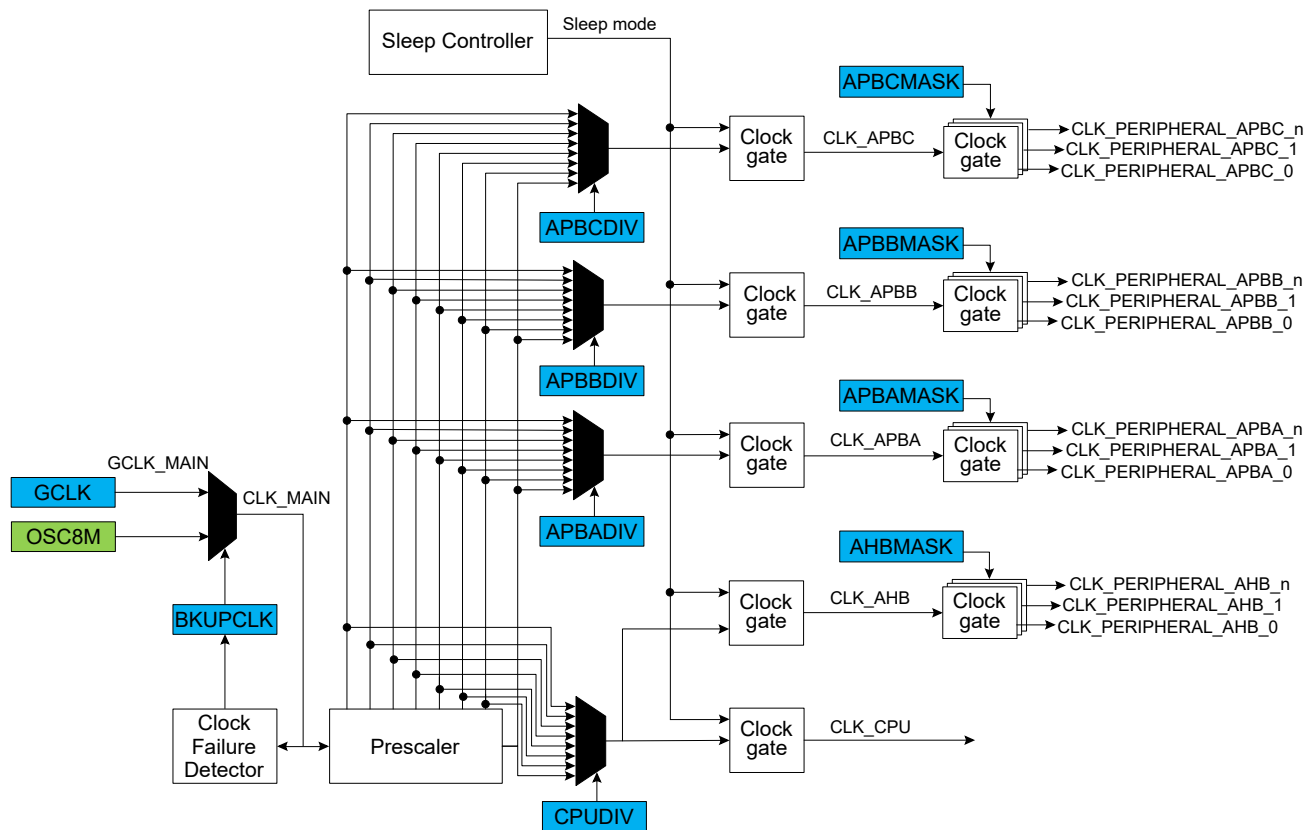 Sleep mode
Sleep Controller
APBCMASK
Clock
gate
CLK_APBC
Clock
gate
CLK_PERIPHERAL_APBC_n
CLK_PERIPHERAL_APBC_1
CLK_PERIPHERAL_APBC_0
APBCDIV
APBBMASK
Clock
gate
CLK_APBB
Clock
gate
CLK_PERIPHERAL_APBB_n
CLK_PERIPHERAL_APBB_1
CLK_PERIPHERAL_APBB_0
APBBDIV
APBAMASK
Clock
gate
CLK_APBA
Clock
gate
CLK_PERIPHERAL_APBA_n
CLK_PERIPHERAL_APBA_1
CLK_PERIPHERAL_APBA_0
GCLK_MAIN
GCLK
CLK_MAIN
OSC8M
APBADIV
AHBMASK
BKUPCLK
Clock
gate
CLK_AHB
Clock
gate
CLK_PERIPHERAL_AHB_n
CLK_PERIPHERAL_AHB_1
CLK_PERIPHERAL_AHB_0
Clock
Failure
Detector
Prescaler
Clock
gate
CLK_CPU
CPUDIV